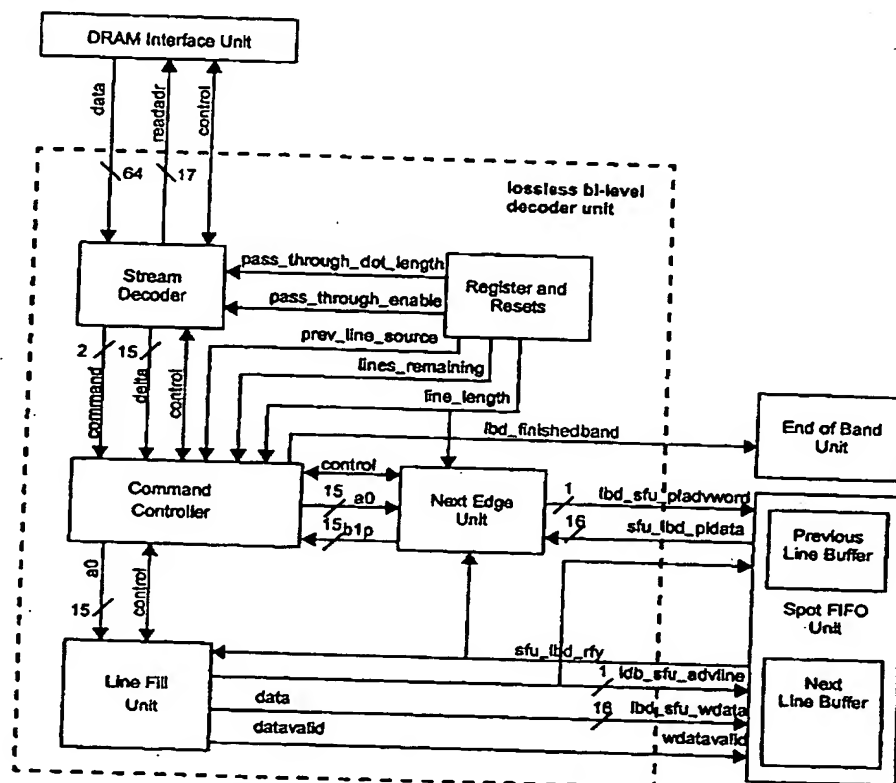 DRAM Interface Unit
data
readadr
control
64
17
lossless bi-level
decoder unit
Stream
Decoder
pass_through_dot_length
pass_through_enable
Register and
Resets
prev_line_source
lines_remaining
line_length
2
15
command
delta
control
lbd_finishedband
End of Band
Unit
Command
Controller
control
15
a0
15
b1p
Next Edge
Unit
1
lbd_sfu_pladvword
16
sfu_lbd_pldata
Previous
Line Buffer
Spot FIFO
Unit
a0
15
control
sfu_lbd_rfy
Line Fill
Unit
1
ldb_sfu_advline
data
16
lbd_sfu_wdata
datavalid
wdatavalid
Next
Line Buffer